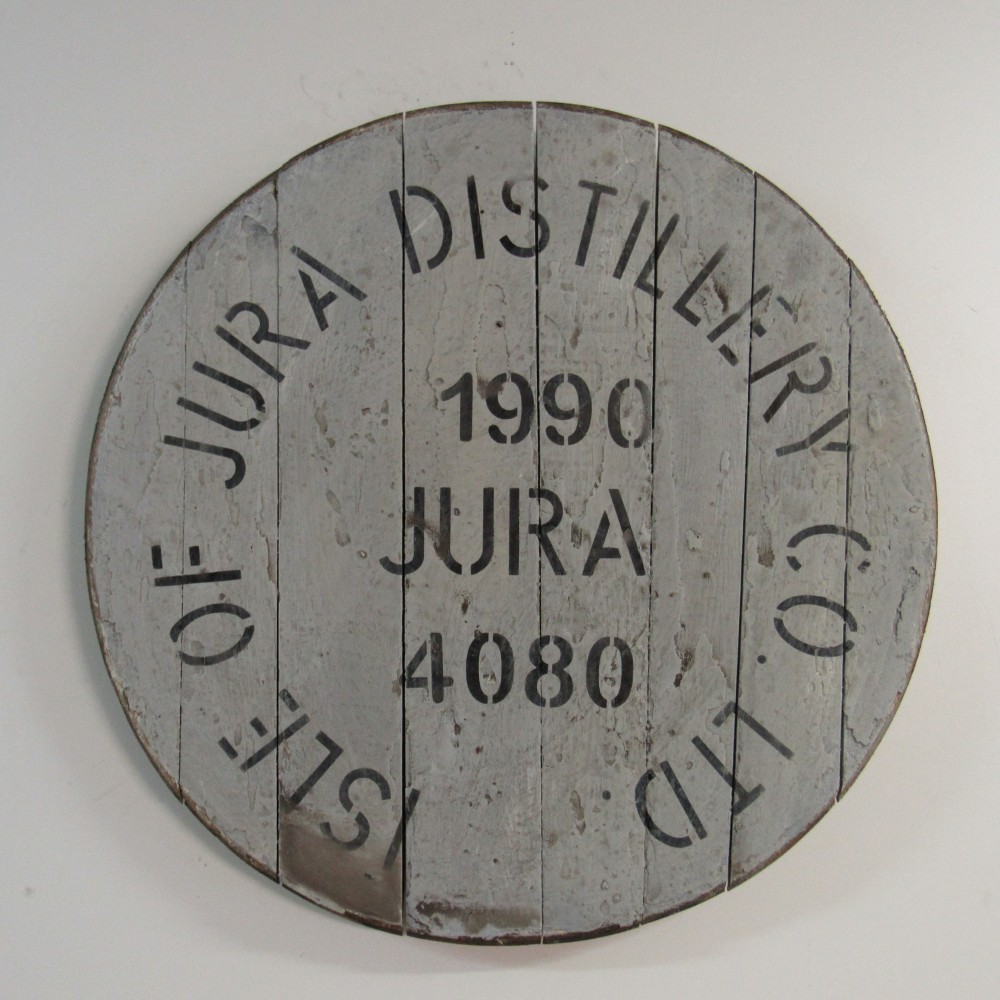 ISLE OF JURA DISTILLERY CO. LTD.
1990
JURA
4080